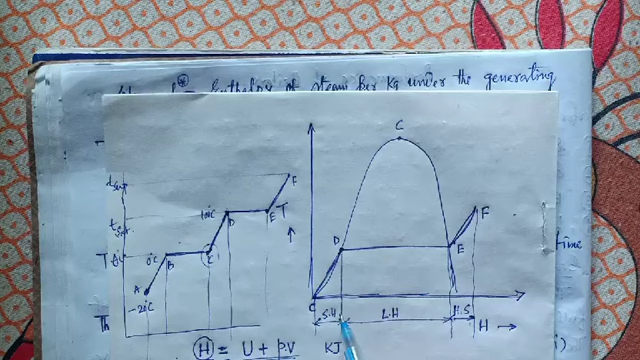 Enthalpy of steam per Kg under the generating
C
tsup
F
100°C
D
E
T
tsat
D
E
F
0°C
B
C
A
-20°C
C
S.H
L.H
H.S
H
time
Th
H = U + PV KJ